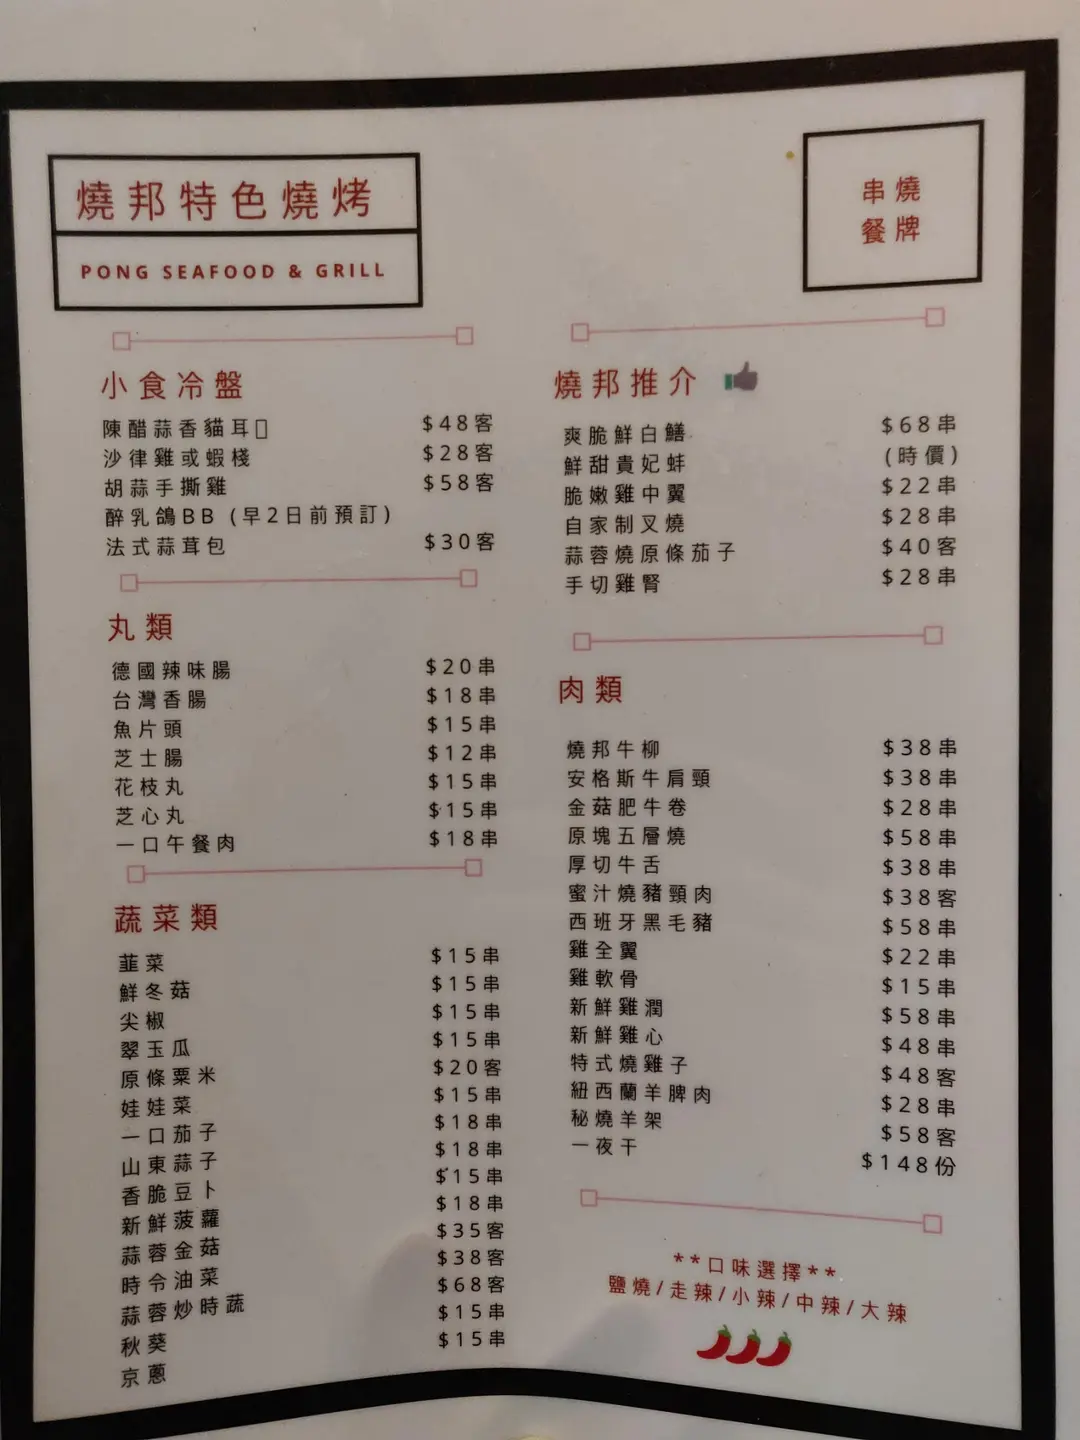 燒邦特色燒烤
PONG SEAFOOD & GRILL
串燒
餐牌
小食冷盤
陳醋蒜香貓耳 $48客
沙律雞或蝦棧 $28客
胡蒜手撕雞 $58客
醉乳鴿BB (早2日前預訂)
法式蒜茸包 $30客
丸類
德國辣味腸 $20串
台灣香腸 $18串
魚片頭 $15串
芝士腸 $12串
花枝丸 $15串
芝心丸 $15串
一口午餐肉 $18串
蔬菜類
韮菜 $15串
鮮冬菇 $15串
尖椒 $15串
翠玉瓜 $15串
原條粟米 $20客
娃娃菜 $15串
一口茄子 $18串
山東蒜子 $18串
香脆豆卜 $15串
新鮮菠蘿 $18串
蒜蓉金菇 $35客
時令油菜 $38客
蒜蓉炒時蔬 $68客
秋葵 $15串
京蔥 $15串
燒邦推介
爽脆鮮白鱔 $68串
鮮甜貴妃蚌 (時價)
脆嫩雞中翼 $22串
自家制叉燒 $28串
蒜蓉燒原條茄子 $40客
手切雞腎 $28串
肉類
燒邦牛柳 $38串
安格斯牛肩頸 $38串
金菇肥牛卷 $28串
原塊五層燒 $58串
厚切牛舌 $38串
蜜汁燒豬頸肉 $38客
西班牙黑毛豬 $58串
雞全翼 $22串
雞軟骨 $15串
新鮮雞潤 $58串
新鮮雞心 $48串
特式燒雞子 $48客
紐西蘭羊脾肉 $28串
秘燒羊架 $58客
一夜干 $148份
**口味選擇**
鹽燒/走辣/小辣/中辣/大辣